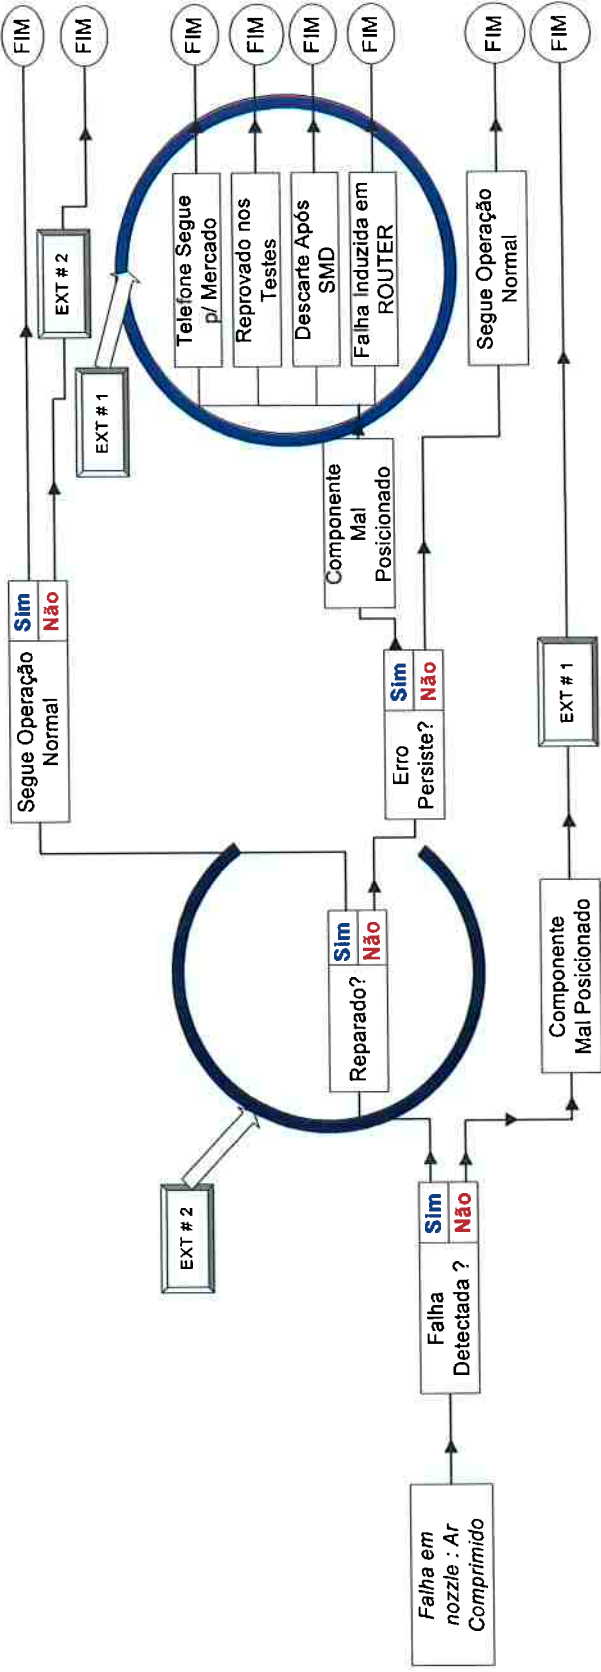 Falha em
nozzle : Ar
Comprimido
Falha
Detectada ?
Sim
Não
EXT # 2
Reparado?
Sim
Não
Segue Operação
Normal
Sim
Não
EXT # 2
FIM
FIM
EXT # 1
Erro
Persiste?
Sim
Não
Componente
Mal
Posicionado
Telefone Segue
p/ Mercado
FIM
Reprovado nos
Testes
FIM
Descarte Após
SMD
FIM
Falha Induzida em
ROUTER
FIM
Segue Operação
Normal
FIM
Componente
Mal Posicionado
EXT # 1
FIM